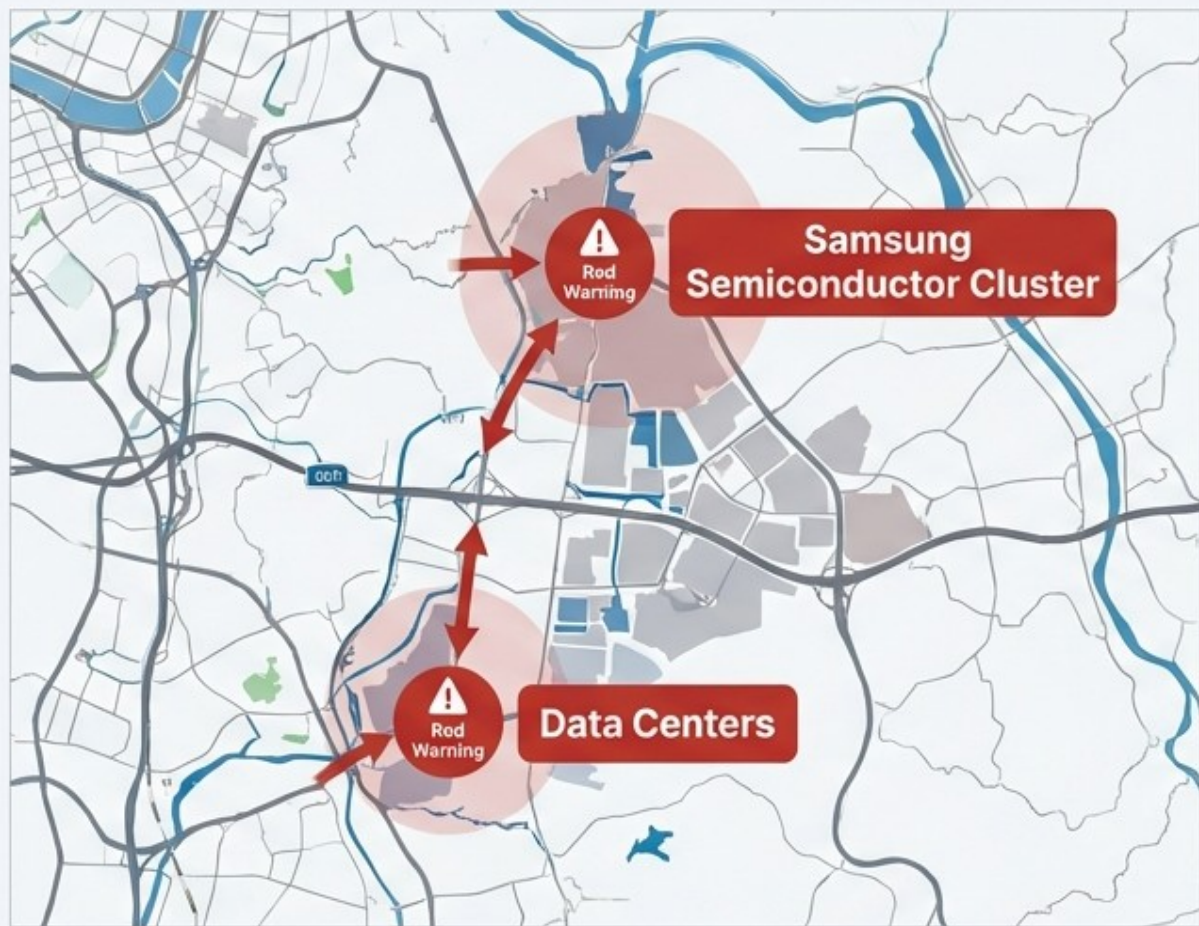 Samsung
Semiconductor Cluster
Rod
Warning
Data Centers
Rod
Warning